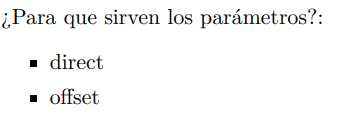 ¿Para que sirven los parámetros?:
▪ direct
▪ offset